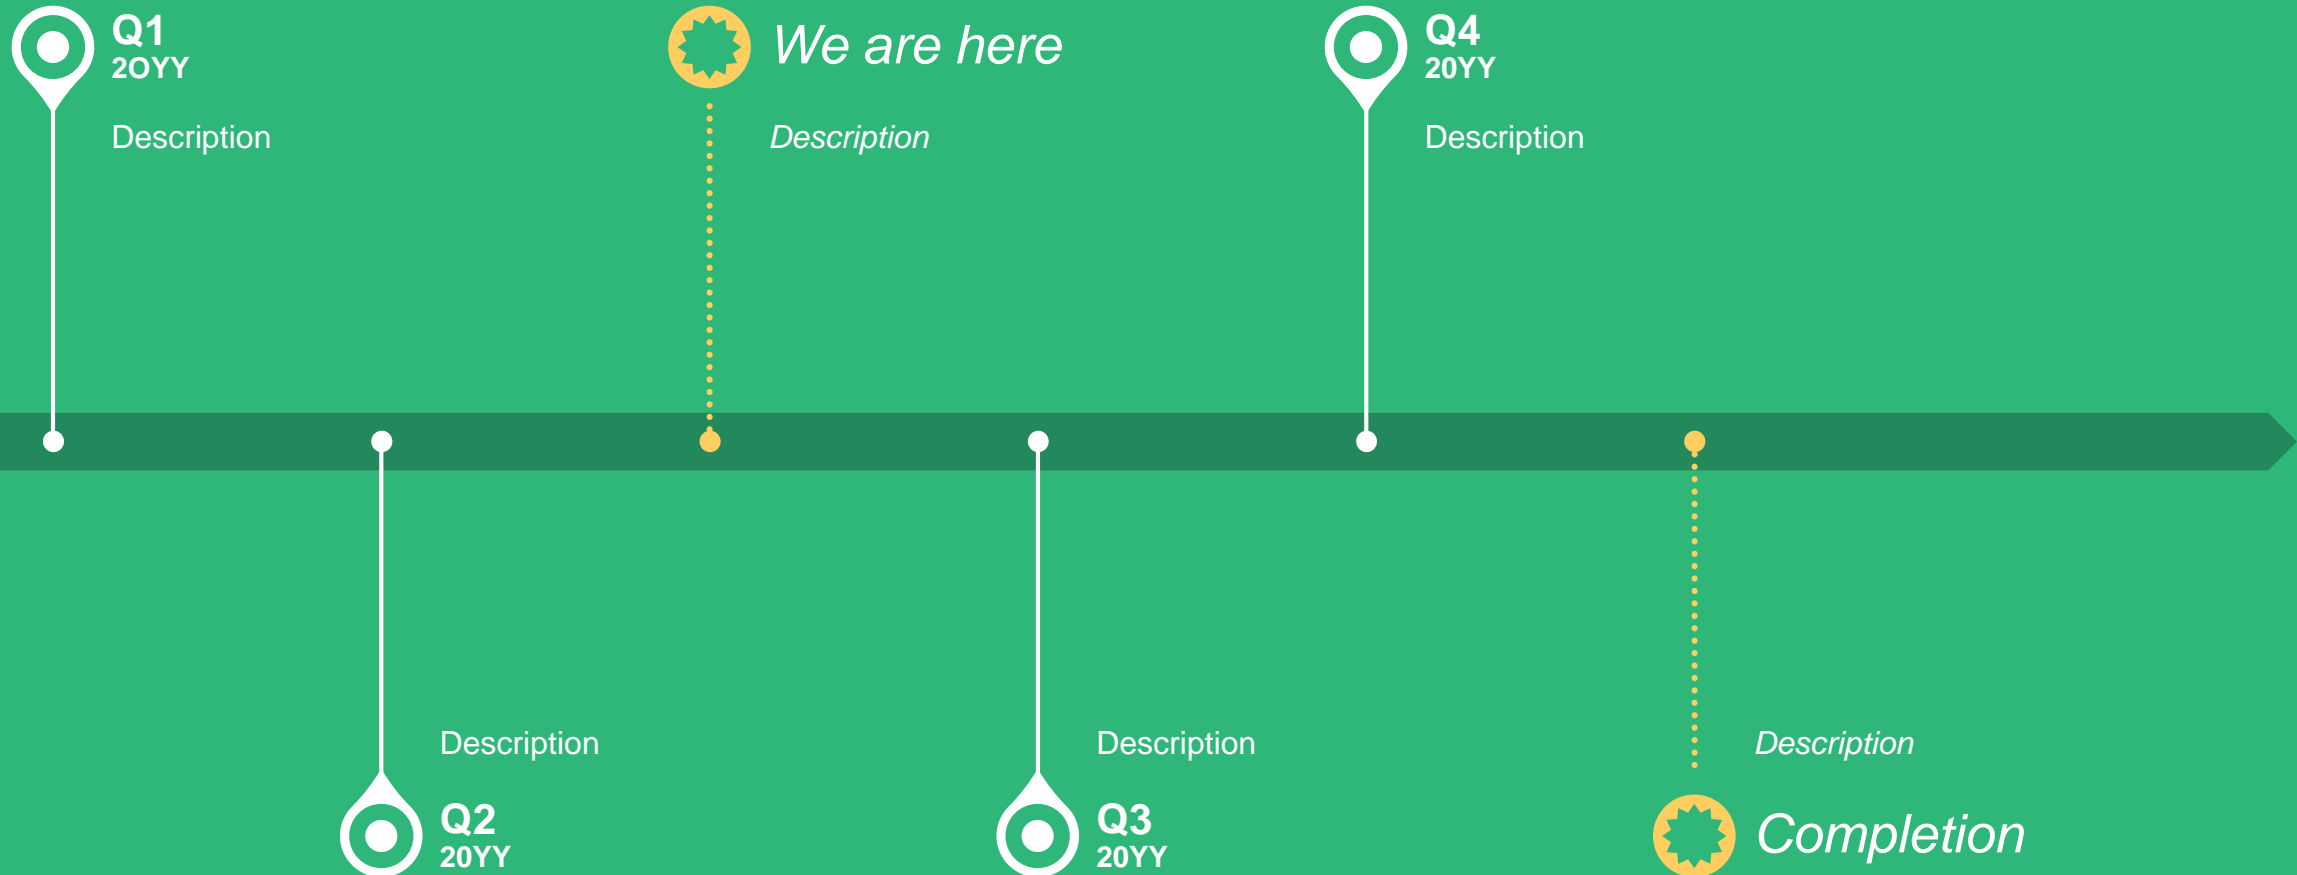 Q1
2OYY
Description
We are here
Description
Q4
20YY
Description
Description
Q2
20YY
Description
Q3
20YY
Description
Completion